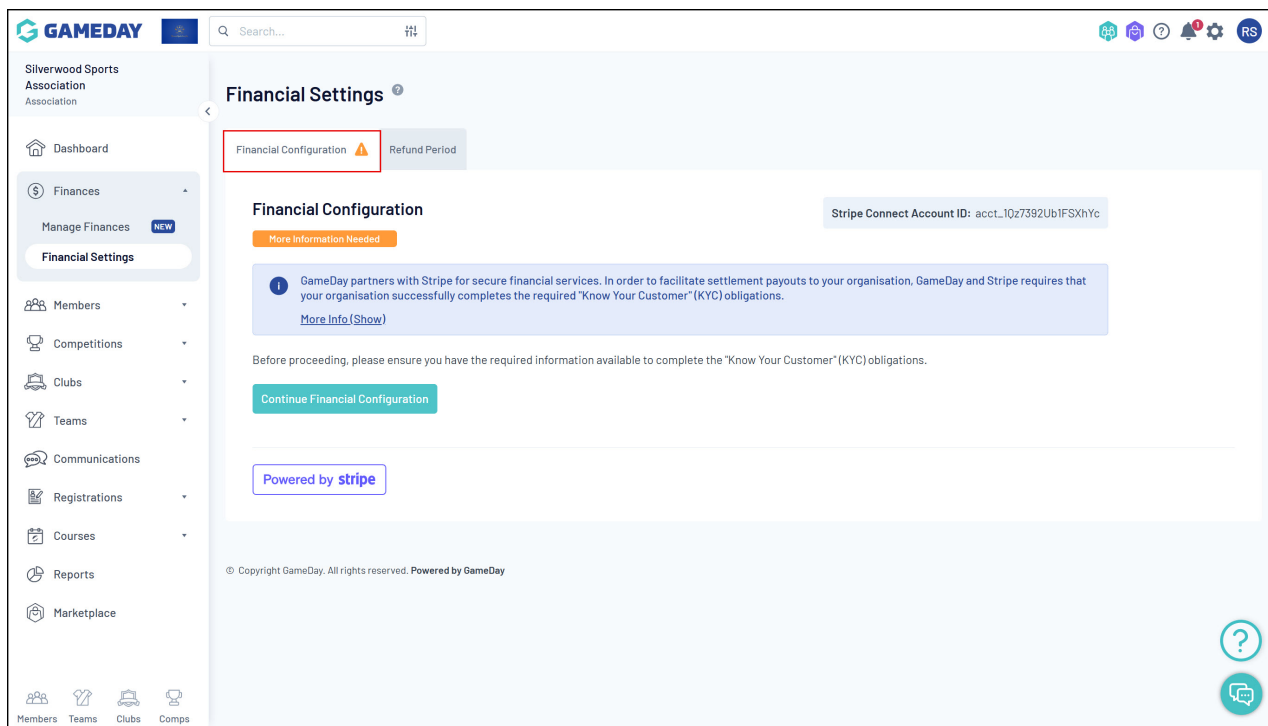 GAMEDAY
Search...
1
RS
Silverwood Sports
Association
Association
Dashboard
Finances
Manage Finances NEW
Financial Settings
Members
Competitions
Clubs
Teams
Communications
Registrations
Courses
Reports
Marketplace
Members Teams Clubs Comps
Financial Settings ?
Financial Configuration
Refund Period
Financial Configuration
Stripe Connect Account ID: acct_1Qz7392Ub1FSXhYc
More Information Needed
GameDay partners with Stripe for secure financial services. In order to facilitate settlement payouts to your organisation, GameDay and Stripe requires that
your organisation successfully completes the required "Know Your Customer" (KYC) obligations.
More Info (Show)
Before proceeding, please ensure you have the required information available to complete the "Know Your Customer" (KYC) obligations.
Continue Financial Configuration
Powered by stripe
© Copyright GameDay. All rights reserved. Powered by GameDay